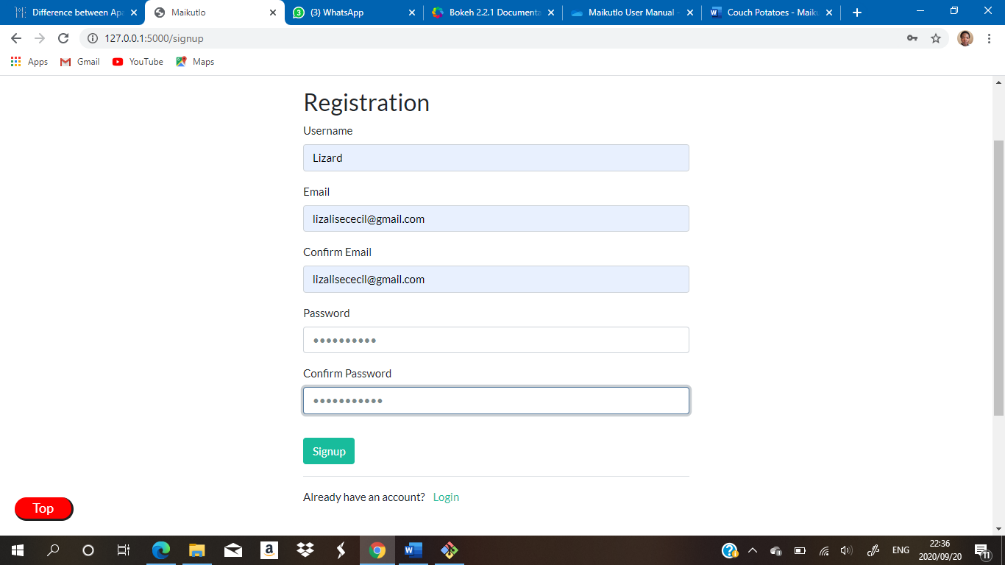 Difference between Apa
Maikutlo
(3) WhatsApp
Bokeh 2.2.1 Documenta
Maikutlo User Manual -
Couch Potatoes - Maik
127.0.0.1:5000/signup
Apps Gmail YouTube Maps
Registration
Username
Lizard
Email
lizalisececil@gmail.com
Confirm Email
lizalisececil@gmail.com
Password
••••••••••
Confirm Password
•••••••••••
Signup
Already have an account? Login
Top
ENG
22:36
2020/09/20